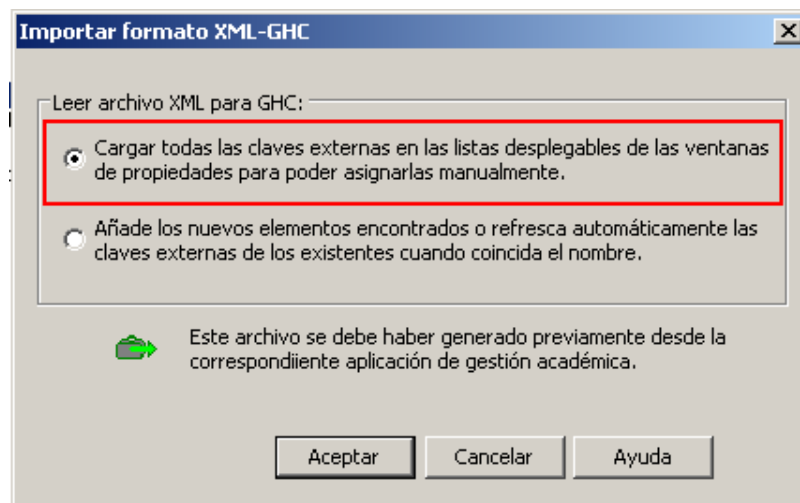 Importar formato XML-GHC
Leer archivo XML para GHC:
Cargar todas las claves externas en las listas desplegables de las ventanas
de propiedades para poder asignarlas manualmente.
Añade los nuevos elementos encontrados o refresca automáticamente las
claves externas de los existentes cuando coincida el nombre.
Este archivo se debe haber generado previamente desde la
correspondiiente aplicación de gestión académica.
Aceptar
Cancelar
Ayuda